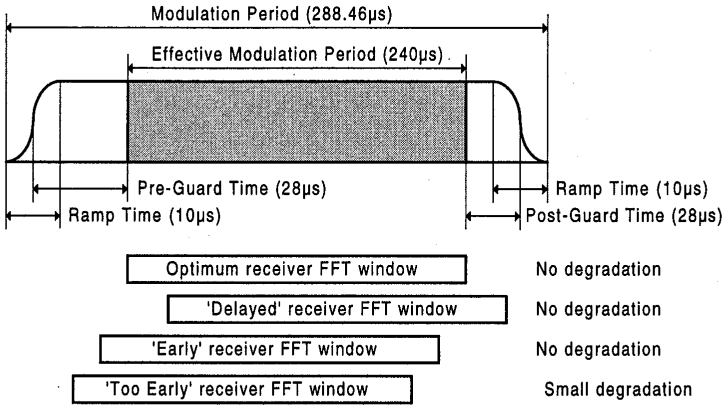 Modulation Period (288.46µs)
Effective Modulation Period (240µs)
Pre-Guard Time (28µs)
Ramp Time (10µs)
Ramp Time (10µs)
Post-Guard Time (28µs)
Optimum receiver FFT window
No degradation
'Delayed' receiver FFT window
No degradation
'Early' receiver FFT window
No degradation
'Too Early' receiver FFT window
Small degradation